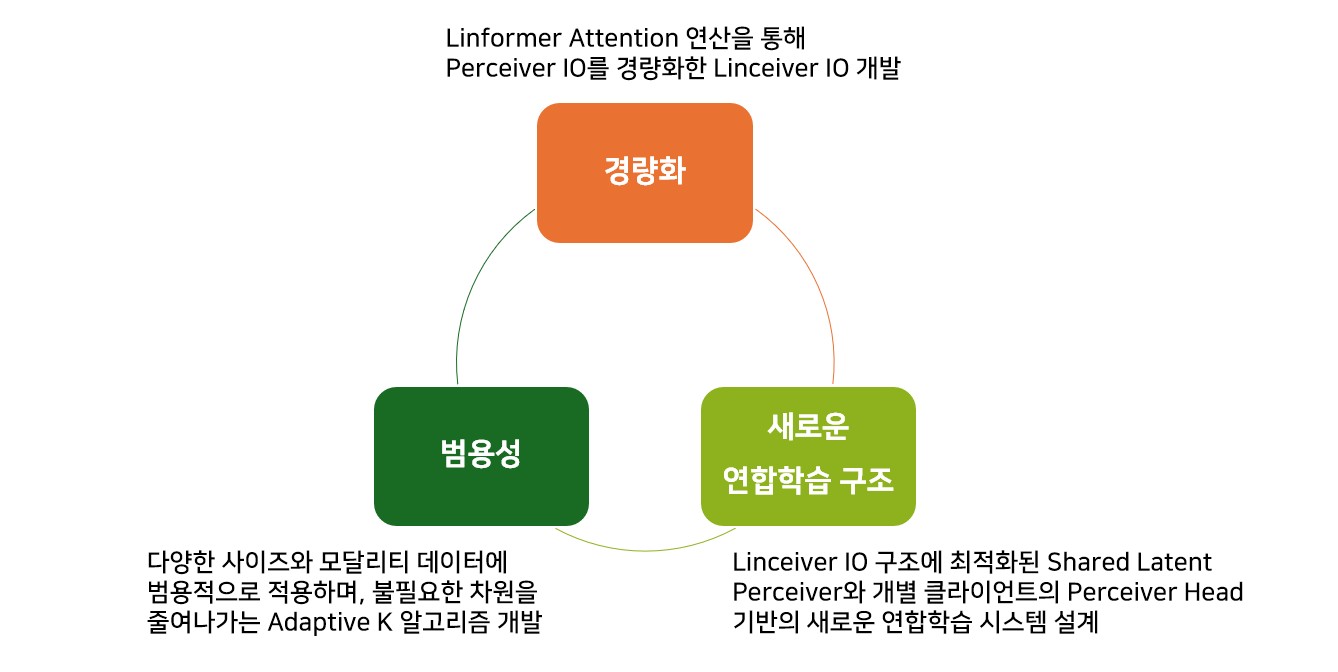 Linformer Attention 연산을 통해
Perceiver IO를 경량화한 Linceiver IO 개발
경량화
범용성
새로운
연합학습 구조
다양한 사이즈와 모달리티 데이터에
범용적으로 적용하며, 불필요한 차원을
줄여나가는 Adaptive K 알고리즘 개발
Linceiver IO 구조에 최적화된 Shared Latent
Perceiver와 개별 클라이언트의 Perceiver Head
기반의 새로운 연합학습 시스템 설계